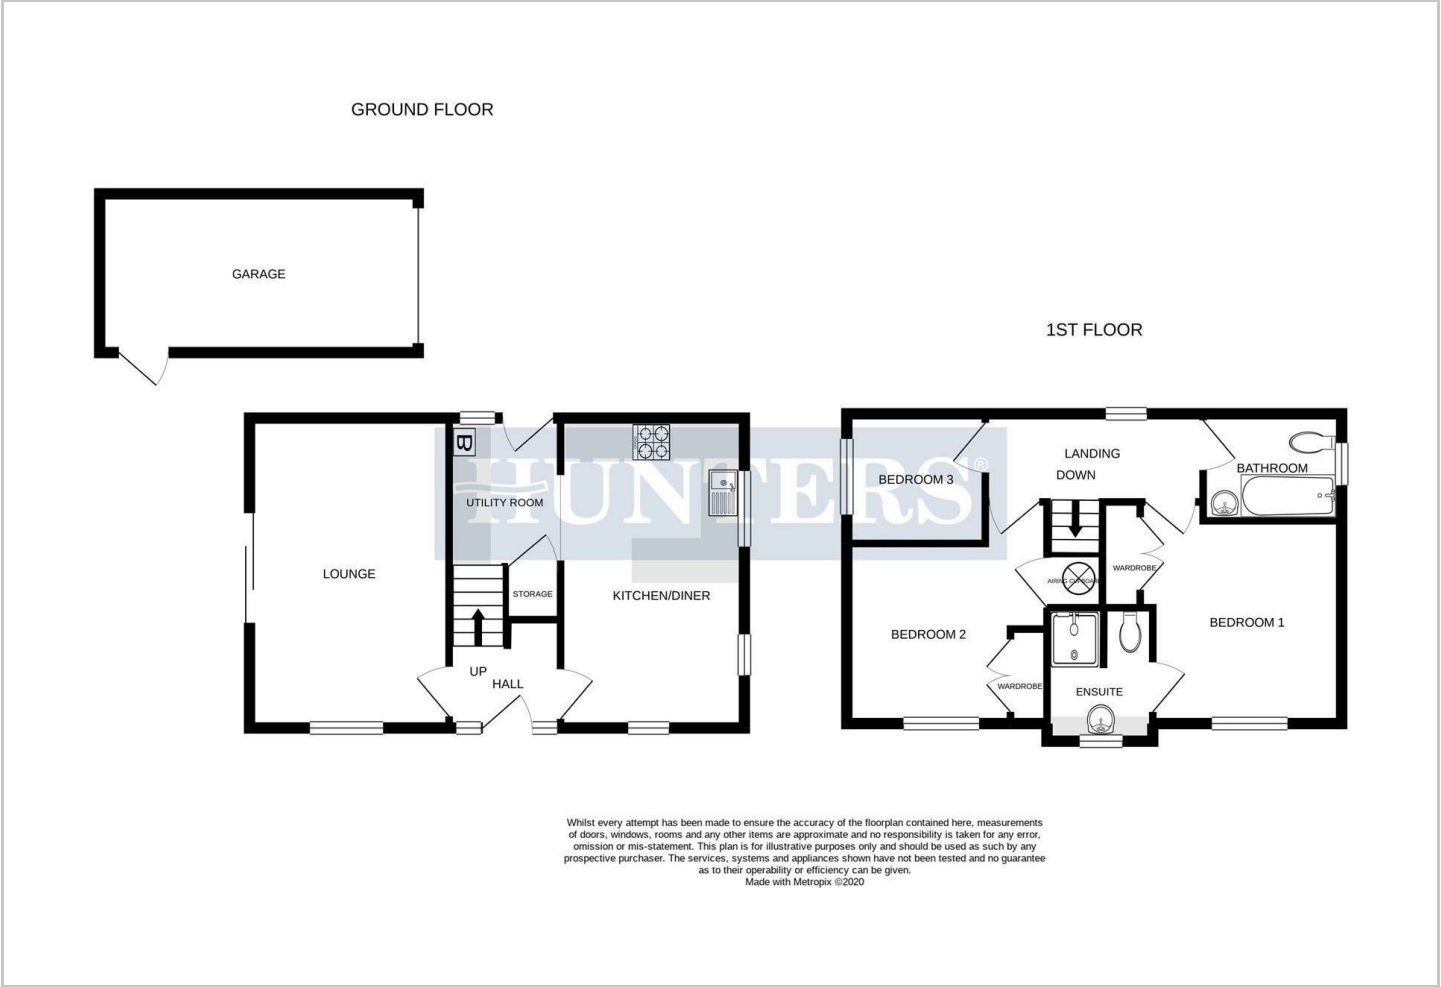 GROUND FLOOR
GARAGE
1ST FLOOR
B
HUNTERS®
UTILITY ROOM
LOUNGE
STORAGE
KITCHEN/DINER
UP
HALL
LANDING
DOWN
BATHROOM
BEDROOM 3
WARDROBE
AIRING CUPBOARD
BEDROOM 1
BEDROOM 2
WARDROBE
ENSUITE
Whilst every attempt has been made to ensure the accuracy of the floorplan contained here, measurements
of doors, windows, rooms and any other items are approximate and no responsibility is taken for any error,
omission or mis-statement. This plan is for illustrative purposes only and should be used as such by any
prospective purchaser. The services, systems and appliances shown have not been tested and no guarantee
as to their operability or efficiency can be given.
Made with Metropix ©2020